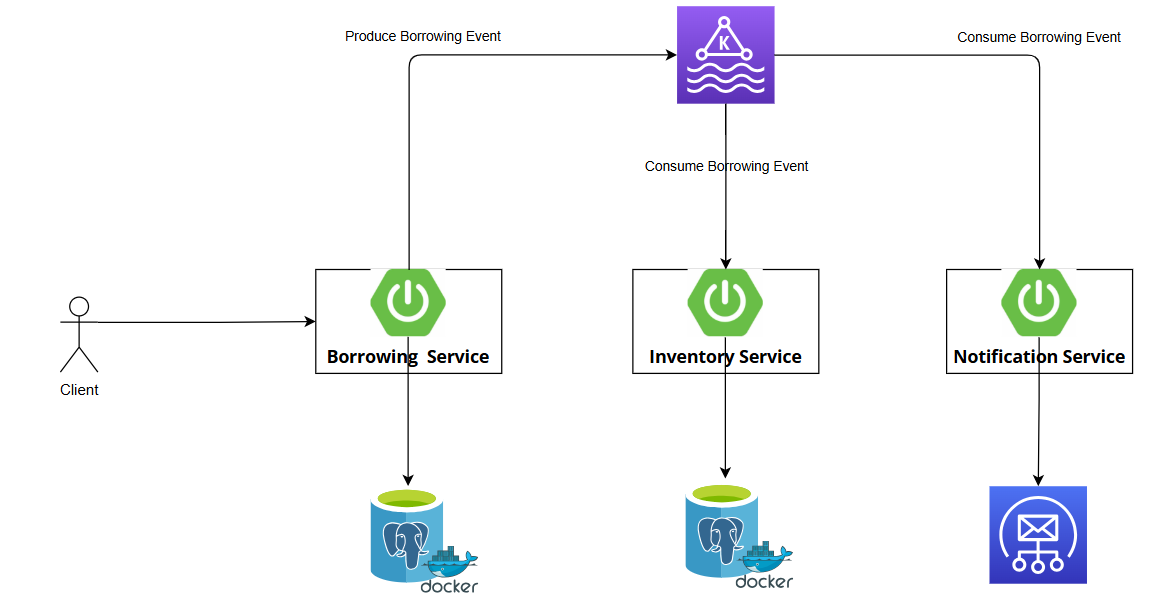 Produce Borrowing Event
K
Consume Borrowing Event
Consume Borrowing Event
Borrowing Service
Inventory Service
Notification Service
Client
docker
docker